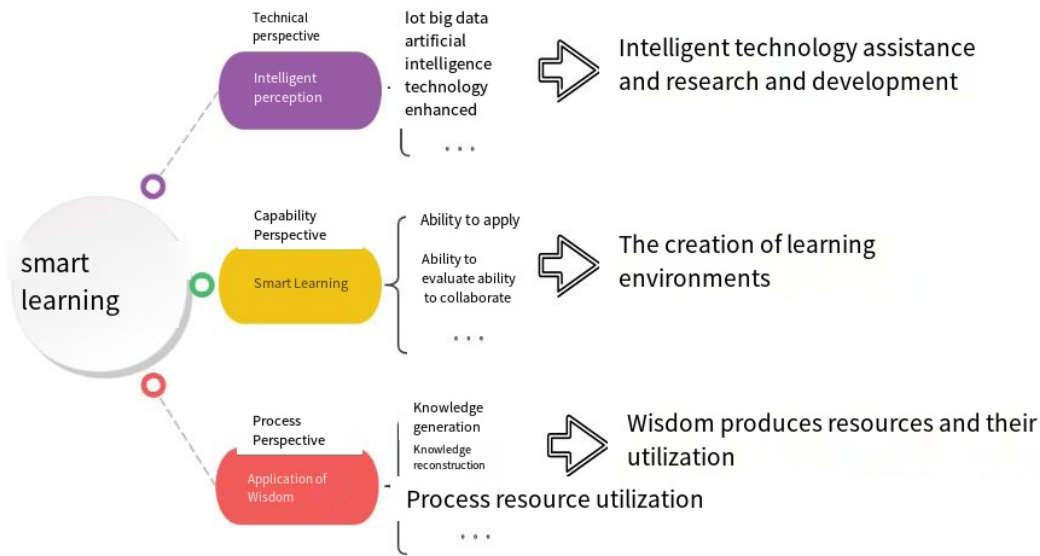 smart
learning
Technical
perspective
Intelligent
perception
Iot big data
artificial
intelligence
technology
enhanced
...
Intelligent technology assistance
and research and development
Capability
Perspective
Smart Learning
Ability to apply
Ability to
evaluate ability
to collaborate
...
The creation of learning
environments
Process
Perspective
Application of
Wisdom
Knowledge
generation
Knowledge
reconstruction
Process resource utilization
...
Wisdom produces resources and their
utilization